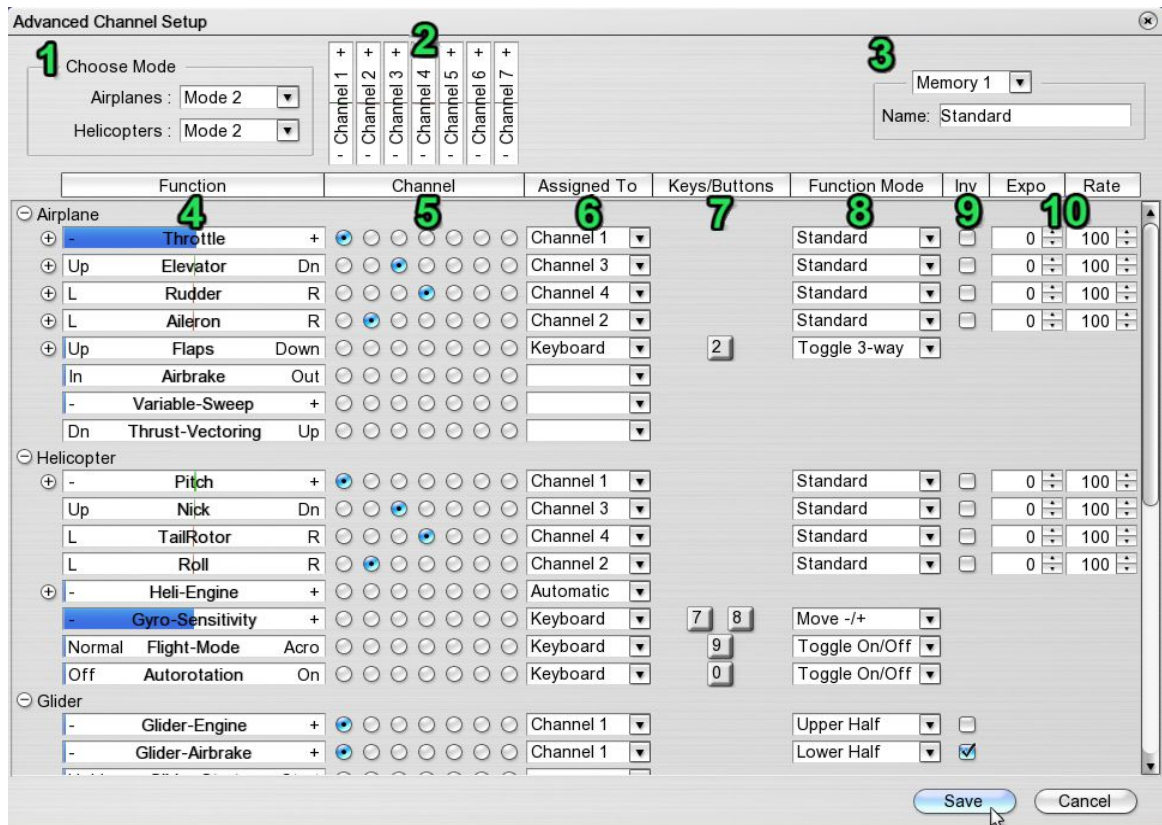 Advanced Channel Setup
1
Choose Mode
Airplanes : Mode 2
Helicopters : Mode 2
2
- Channel 1 +
- Channel 2 +
- Channel 3 +
- Channel 4 +
- Channel 5 +
- Channel 6 +
- Channel 7 +
3
Memory 1
Name: Standard
Function Channel Assigned To Keys/Buttons Function Mode Inv Expo Rate
4 5 6 7 8 9 10
Airplane
- Throttle + Channel 1 Standard 0 100
Up Elevator Dn Channel 3 Standard 0 100
L Rudder R Channel 4 Standard 0 100
L Aileron R Channel 2 Standard 0 100
Up Flaps Down Keyboard 2 Toggle 3-way
In Airbrake Out
- Variable-Sweep +
Dn Thrust-Vectoring Up
Helicopter
- Pitch + Channel 1 Standard 0 100
Up Nick Dn Channel 3 Standard 0 100
L TailRotor R Channel 4 Standard 0 100
L Roll R Channel 2 Standard 0 100
- Heli-Engine + Automatic
- Gyro-Sensitivity + Keyboard 7 8 Move -/+
Normal Flight-Mode Acro Keyboard 9 Toggle On/Off
Off Autorotation On Keyboard 0 Toggle On/Off
Glider
- Glider-Engine + Channel 1 Upper Half
- Glider-Airbrake + Channel 1 Lower Half
Save Cancel